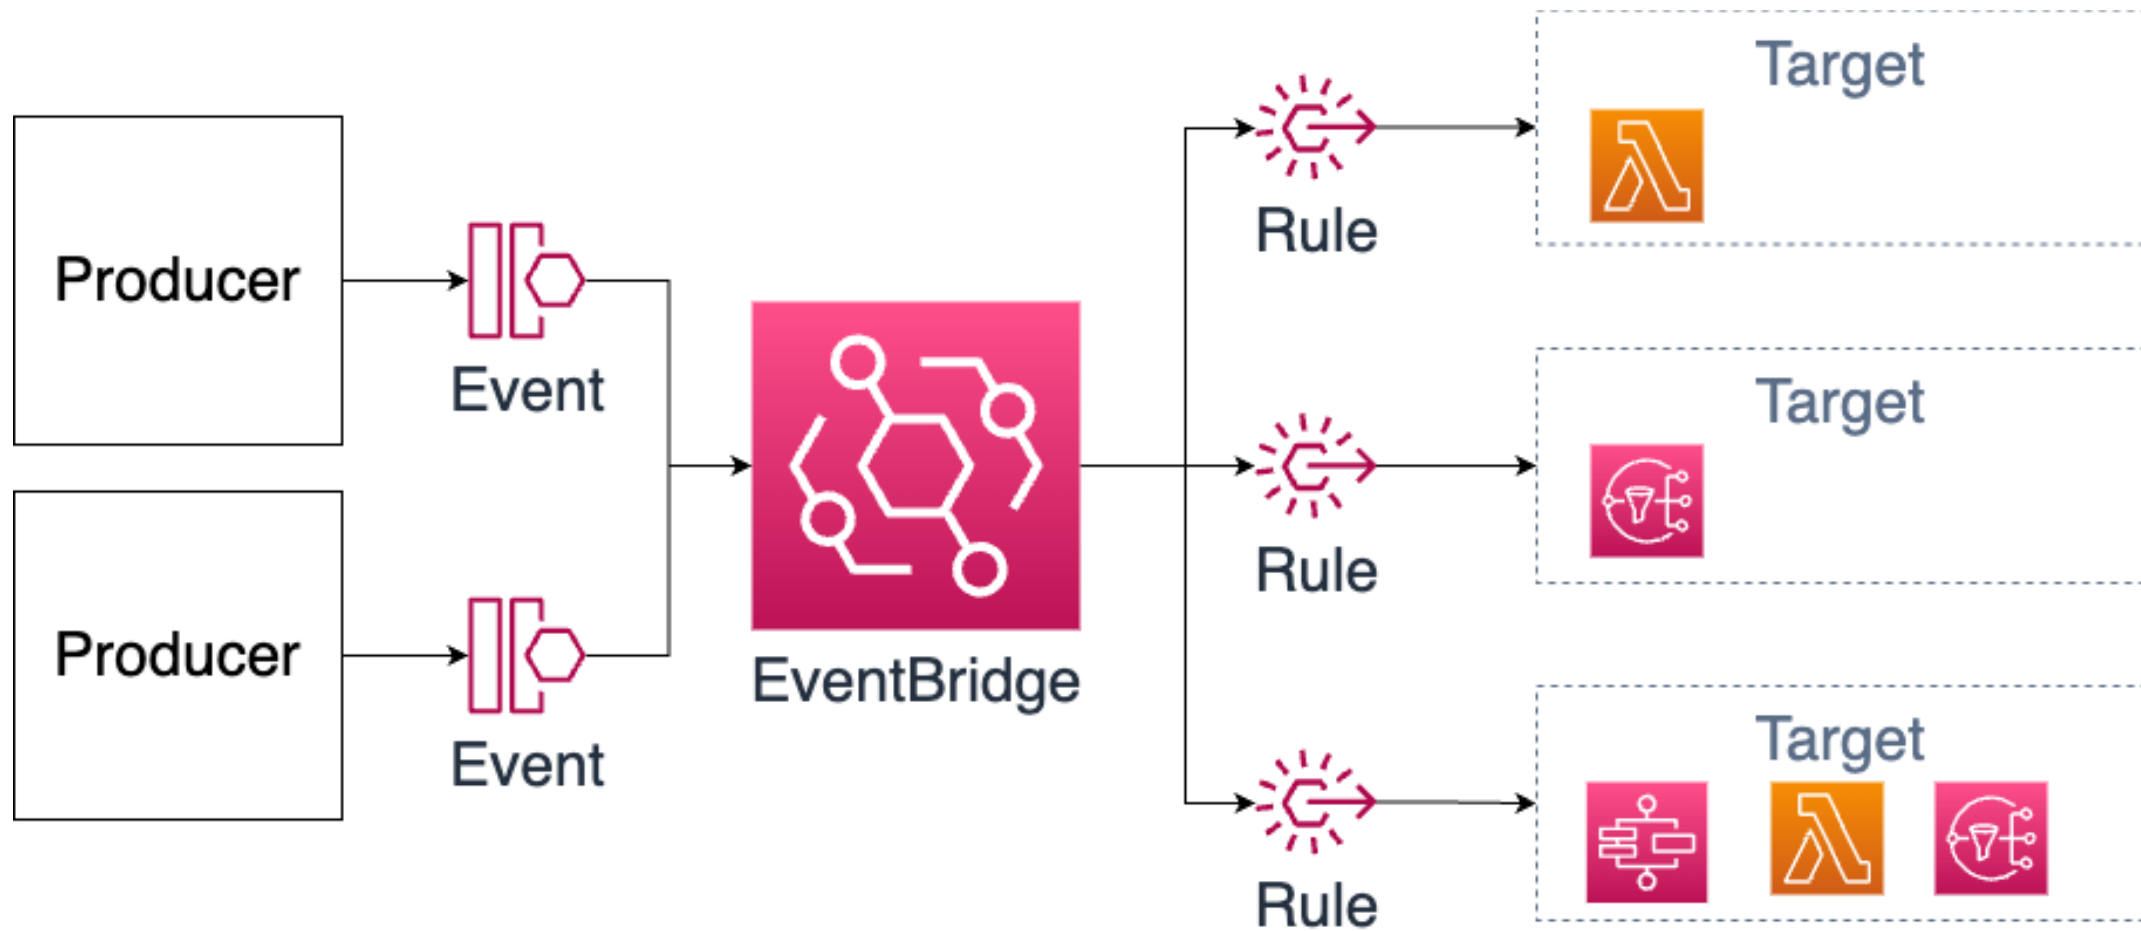 Producer
Event
Producer
Event
EventBridge
Rule
Target
Rule
Target
Rule
Target